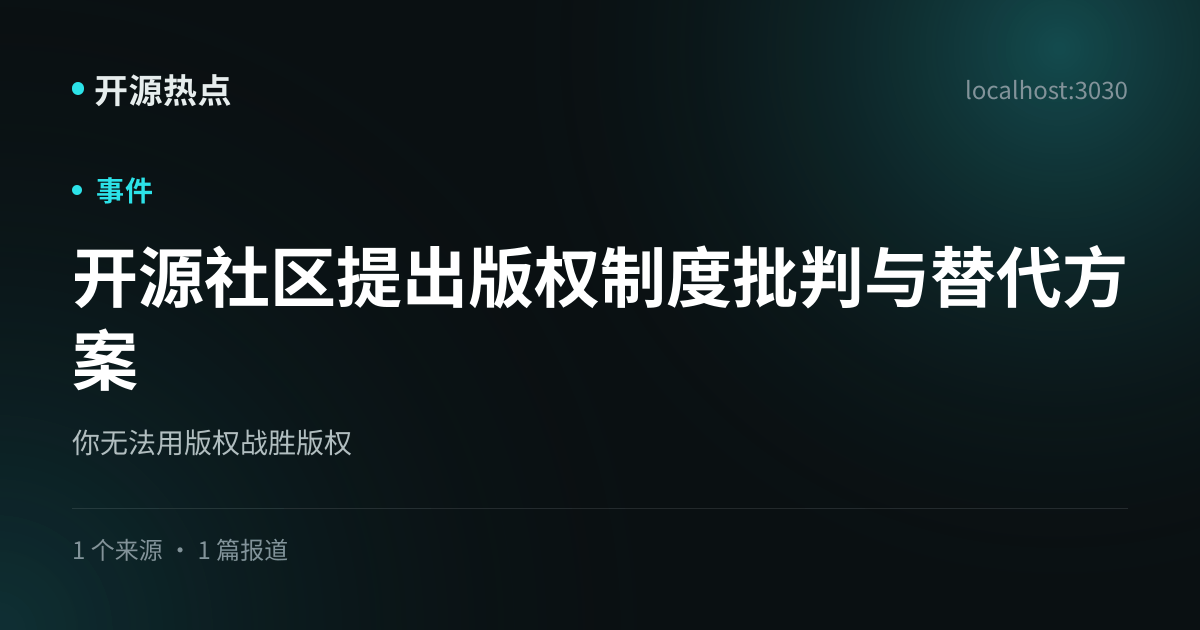 开源热点
localhost:3030
事件
开源社区提出版权制度批判与替代方
案
你无法用版权战胜版权
1 个来源 · 1 篇报道